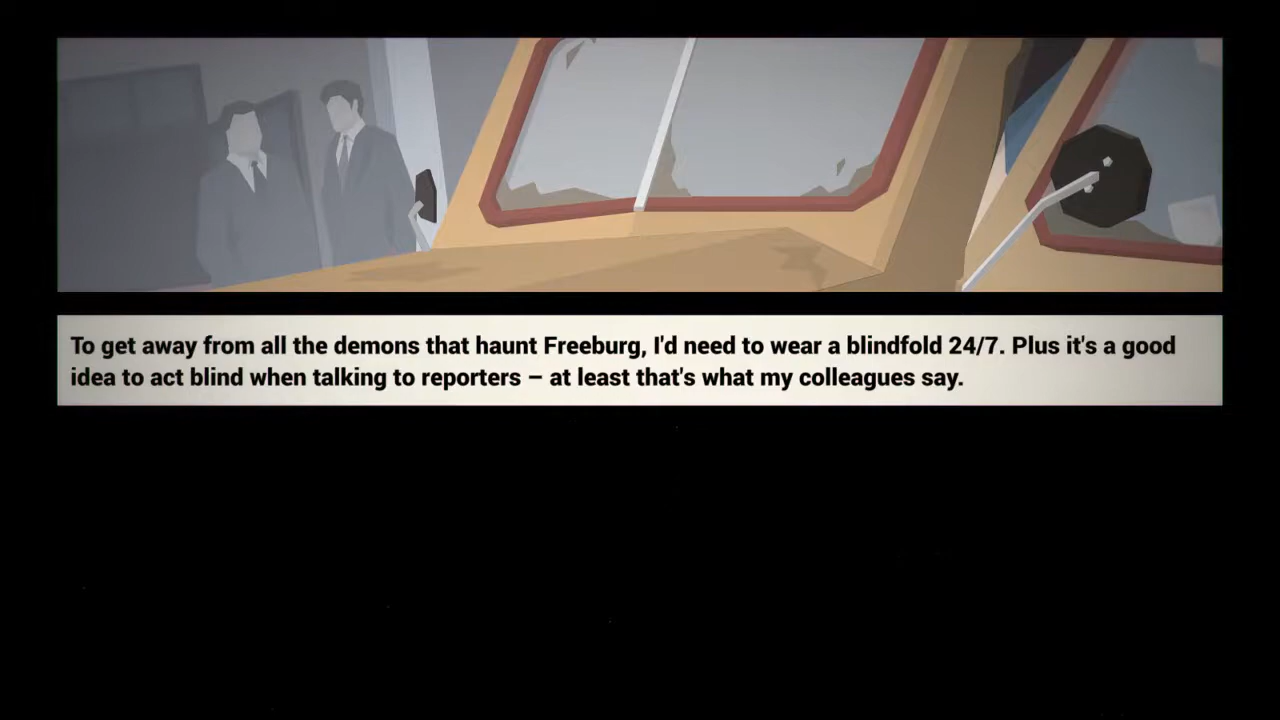 To get away from all the demons that haunt Freeburg, I'd need to wear a blindfold 24/7. Plus it's a good
idea to act blind when talking to reporters – at least that's what my colleagues say.